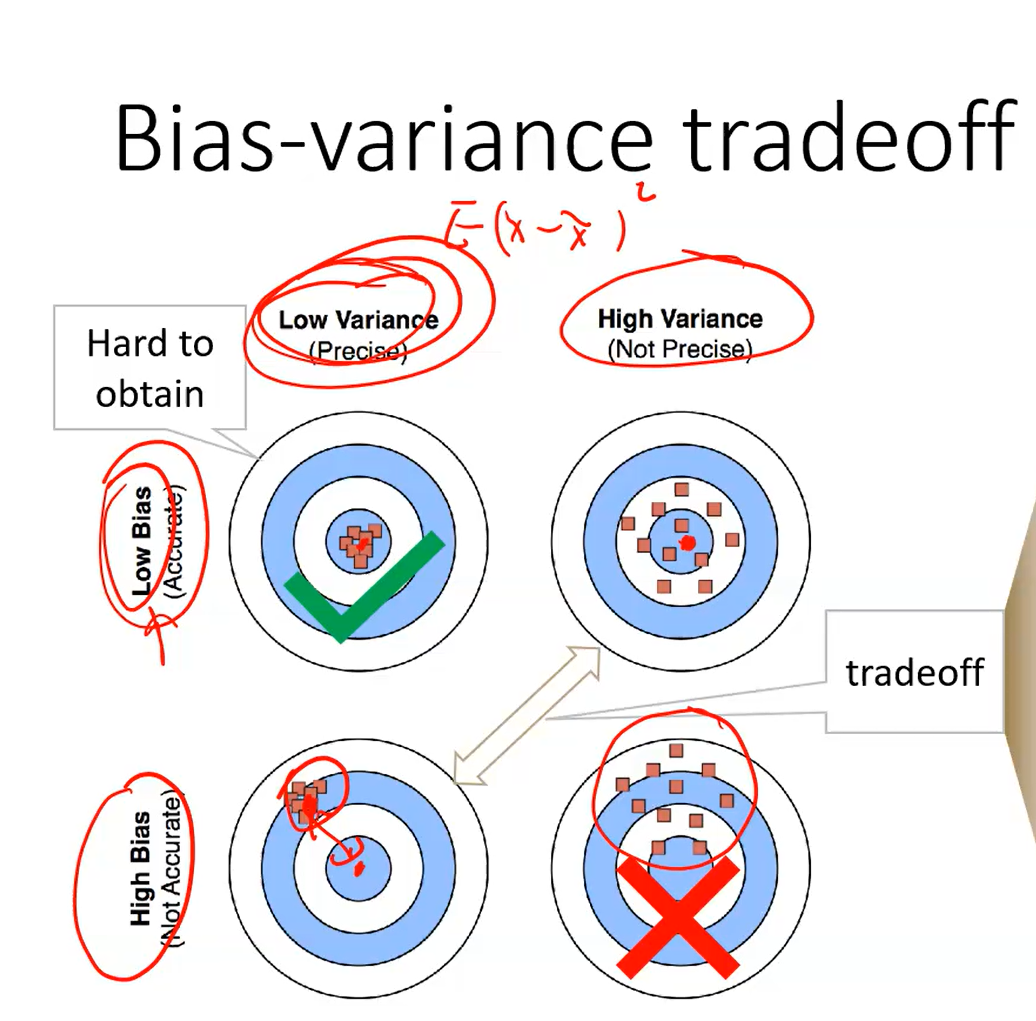 Bias-variance tradeoff
E(x-x̄)²
Low Variance
(Precise)
High Variance
(Not Precise)
Hard to
obtain
Low Bias
(Accurate)
tradeoff
High Bias
(Not Accurate)